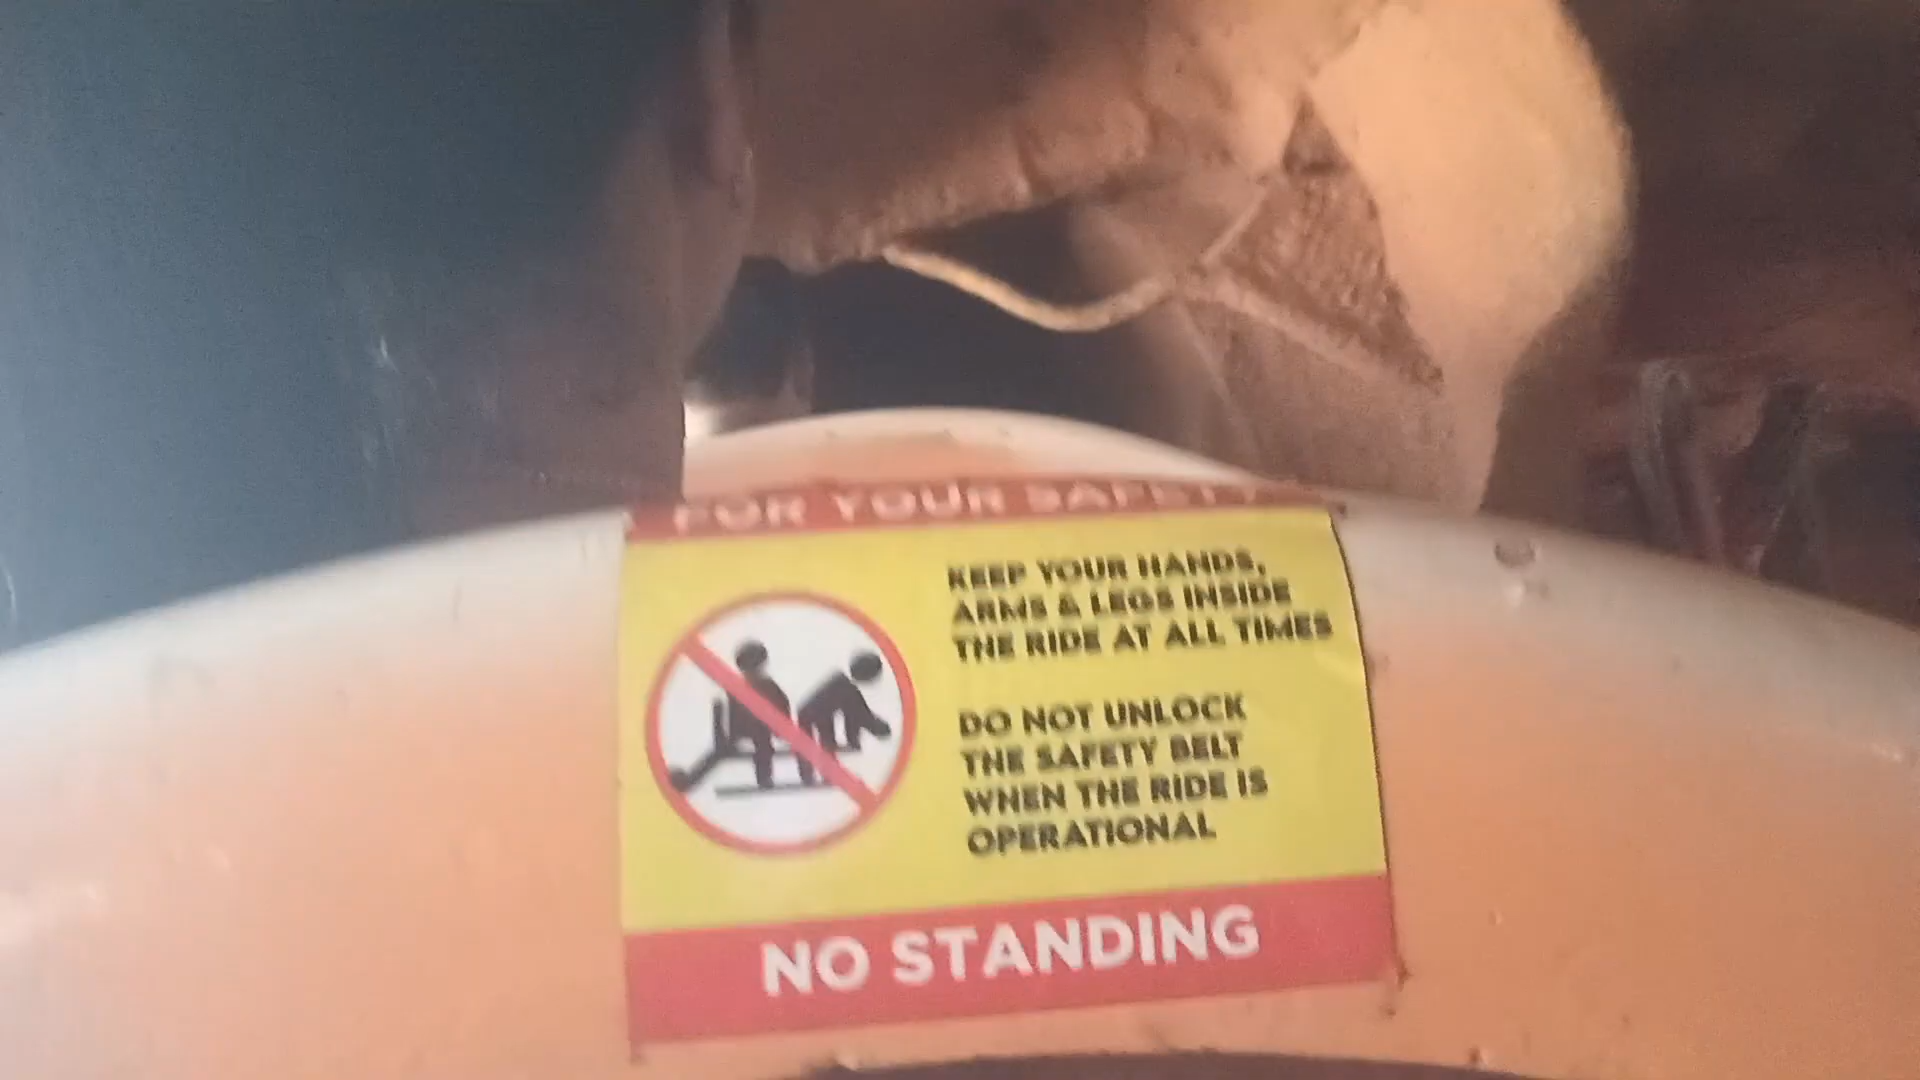 FOR YOUR SAFETY
KEEP YOUR HANDS,
ARMS & LEGS INSIDE
THE RIDE AT ALL TIMES
DO NOT UNLOCK
THE SAFETY BELT
WHEN THE RIDE IS
OPERATIONAL
NO STANDING